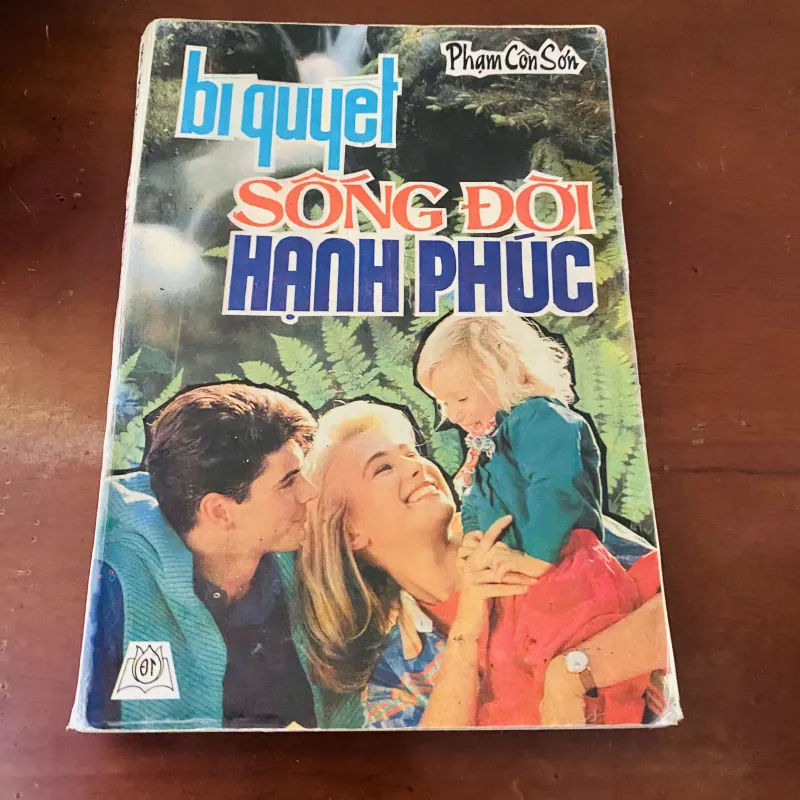 Phạm Côn Sơn
bí quyết
SỐNG ĐỜI
HẠNH PHÚC